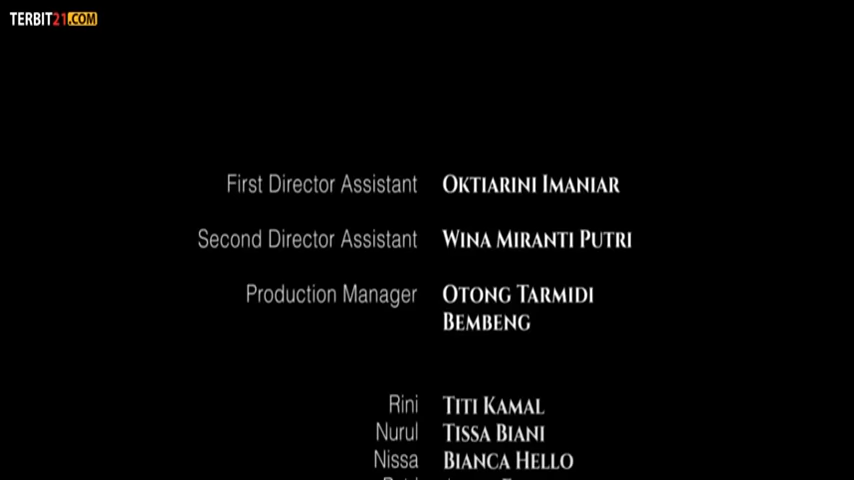 TERBIT21.COM
First Director Assistant OKTIARINI IMANIAR
Second Director Assistant WINA MIRANTI PUTRI
Production Manager OTONG TARMIDI
BEMBENG
Rini TITI KAMAL
Nurul TISSA BIANI
Nissa BIANCA HELLO